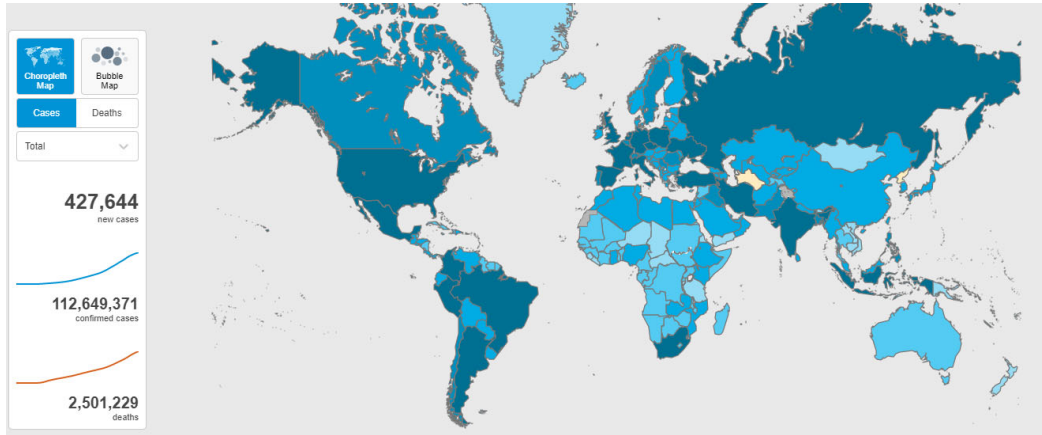 Choropleth
Map
Bubble
Map
Cases
Deaths
Total
427,644
new cases
112,649,371
confirmed cases
2,501,229
deaths